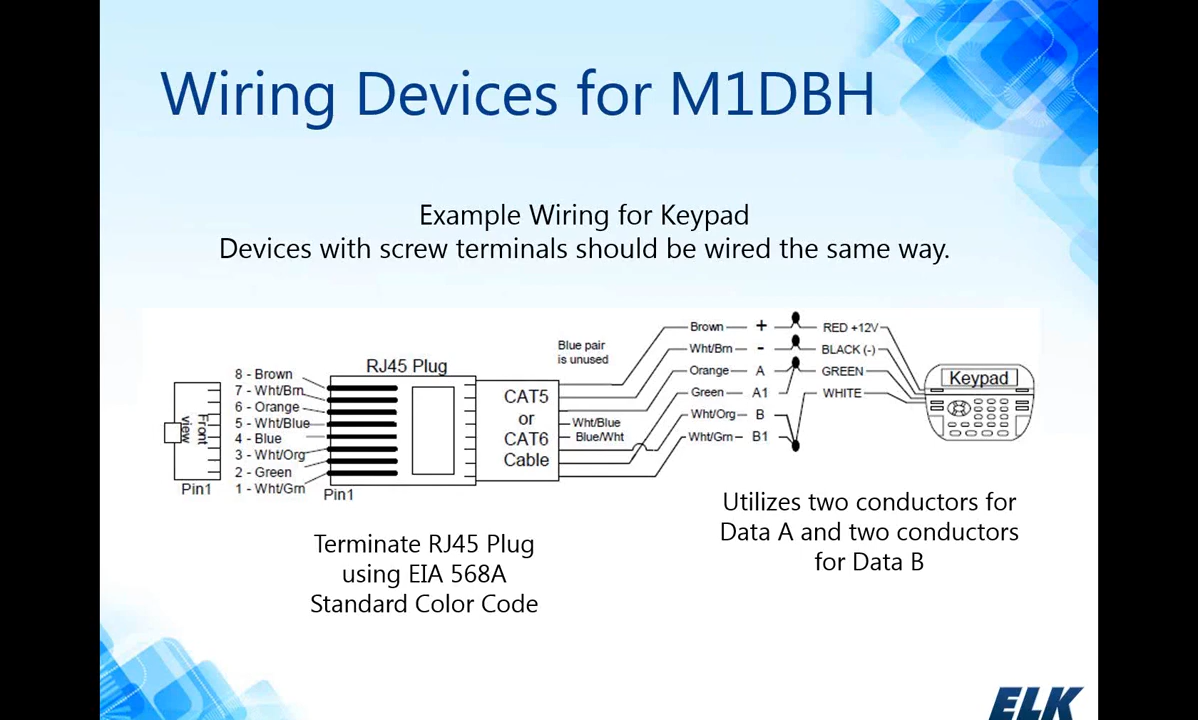 Wiring Devices for M1DBH
Example Wiring for Keypad
Devices with screw terminals should be wired the same way.
Front
view
Pin1
8 - Brown
7 - Wht/Brn
6 - Orange
5 - Wht/Blue
4 - Blue
3 - Wht/Org
2 - Green
1 - Wht/Grn
RJ45 Plug
Pin1
CAT5
or
CAT6
Cable
Blue pair
is unused
Wht/Blue
Blue/Wht
Brown + RED +12V
Wht/Brn - BLACK (-)
Orange A GREEN
Green A1 WHITE
Wht/Org B
Wht/Grn B1
Keypad
Terminate RJ45 Plug
using EIA 568A
Standard Color Code
Utilizes two conductors for
Data A and two conductors
for Data B
ELK